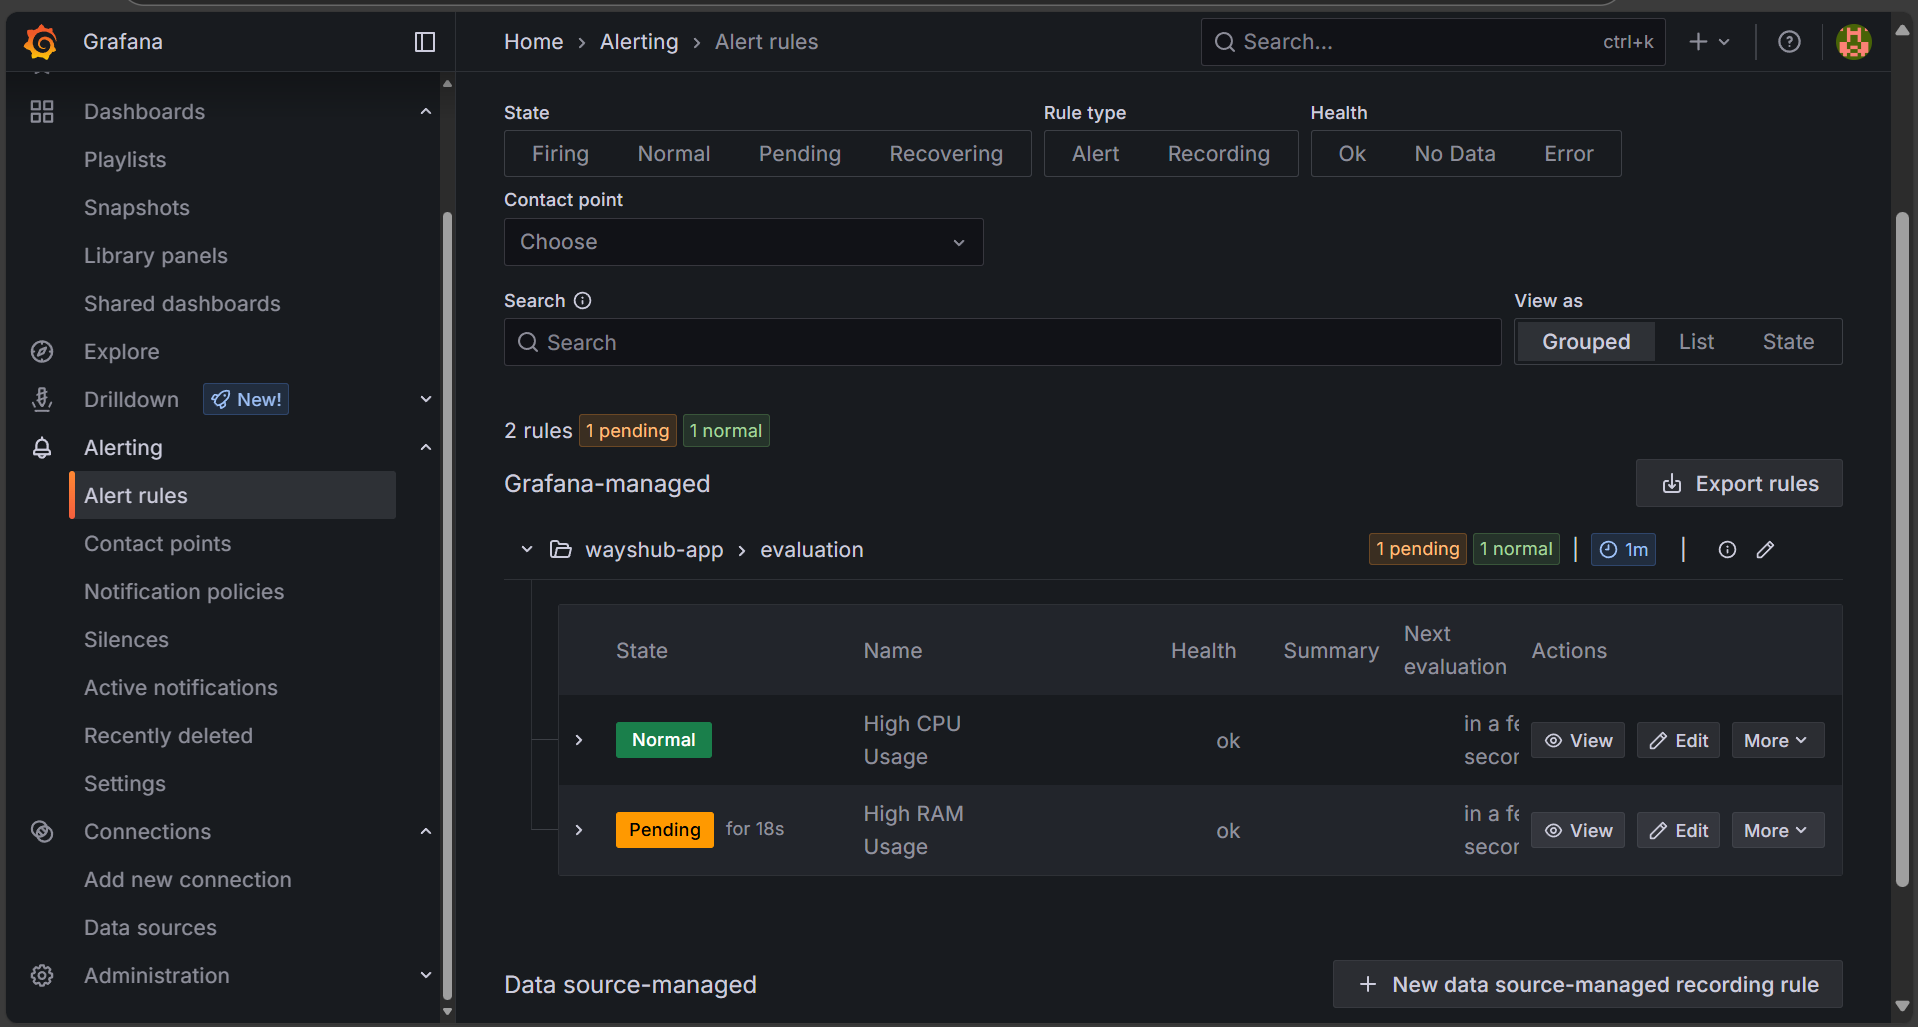 Grafana
Home > Alerting > Alert rules
Search...
ctrl+k
Dashboards
Playlists
Snapshots
Library panels
Shared dashboards
Explore
Drilldown
New!
Alerting
Alert rules
Contact points
Notification policies
Silences
Active notifications
Recently deleted
Settings
Connections
Add new connection
Data sources
Administration
State
Firing Normal Pending Recovering
Rule type
Alert Recording
Health
Ok No Data Error
Contact point
Choose
Search
Search
View as
Grouped List State
2 rules 1 pending 1 normal
Grafana-managed
Export rules
wayshub-app > evaluation
1 pending 1 normal | 1m |
State Name Health Summary Next evaluation Actions
Normal
High CPU
Usage
ok
in a fe
secor
View Edit More
Pending for 18s
High RAM
Usage
ok
in a fe
secor
View Edit More
Data source-managed
+ New data source-managed recording rule